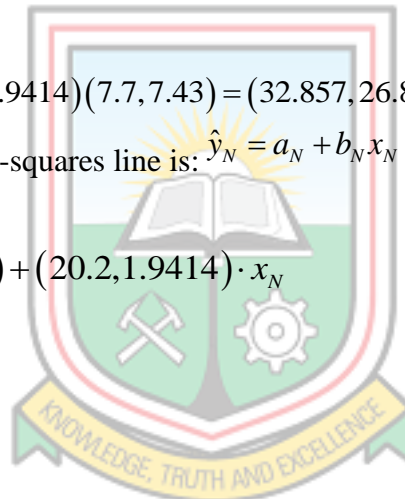 .9414)(7.7, 7.43) = (32.857, 26.8
-squares line is: ŷ_N = a_N + b_N x_N
) + (20.2, 1.9414) · x_N
KNOWLEDGE, TRUTH AND EXCELLENCE